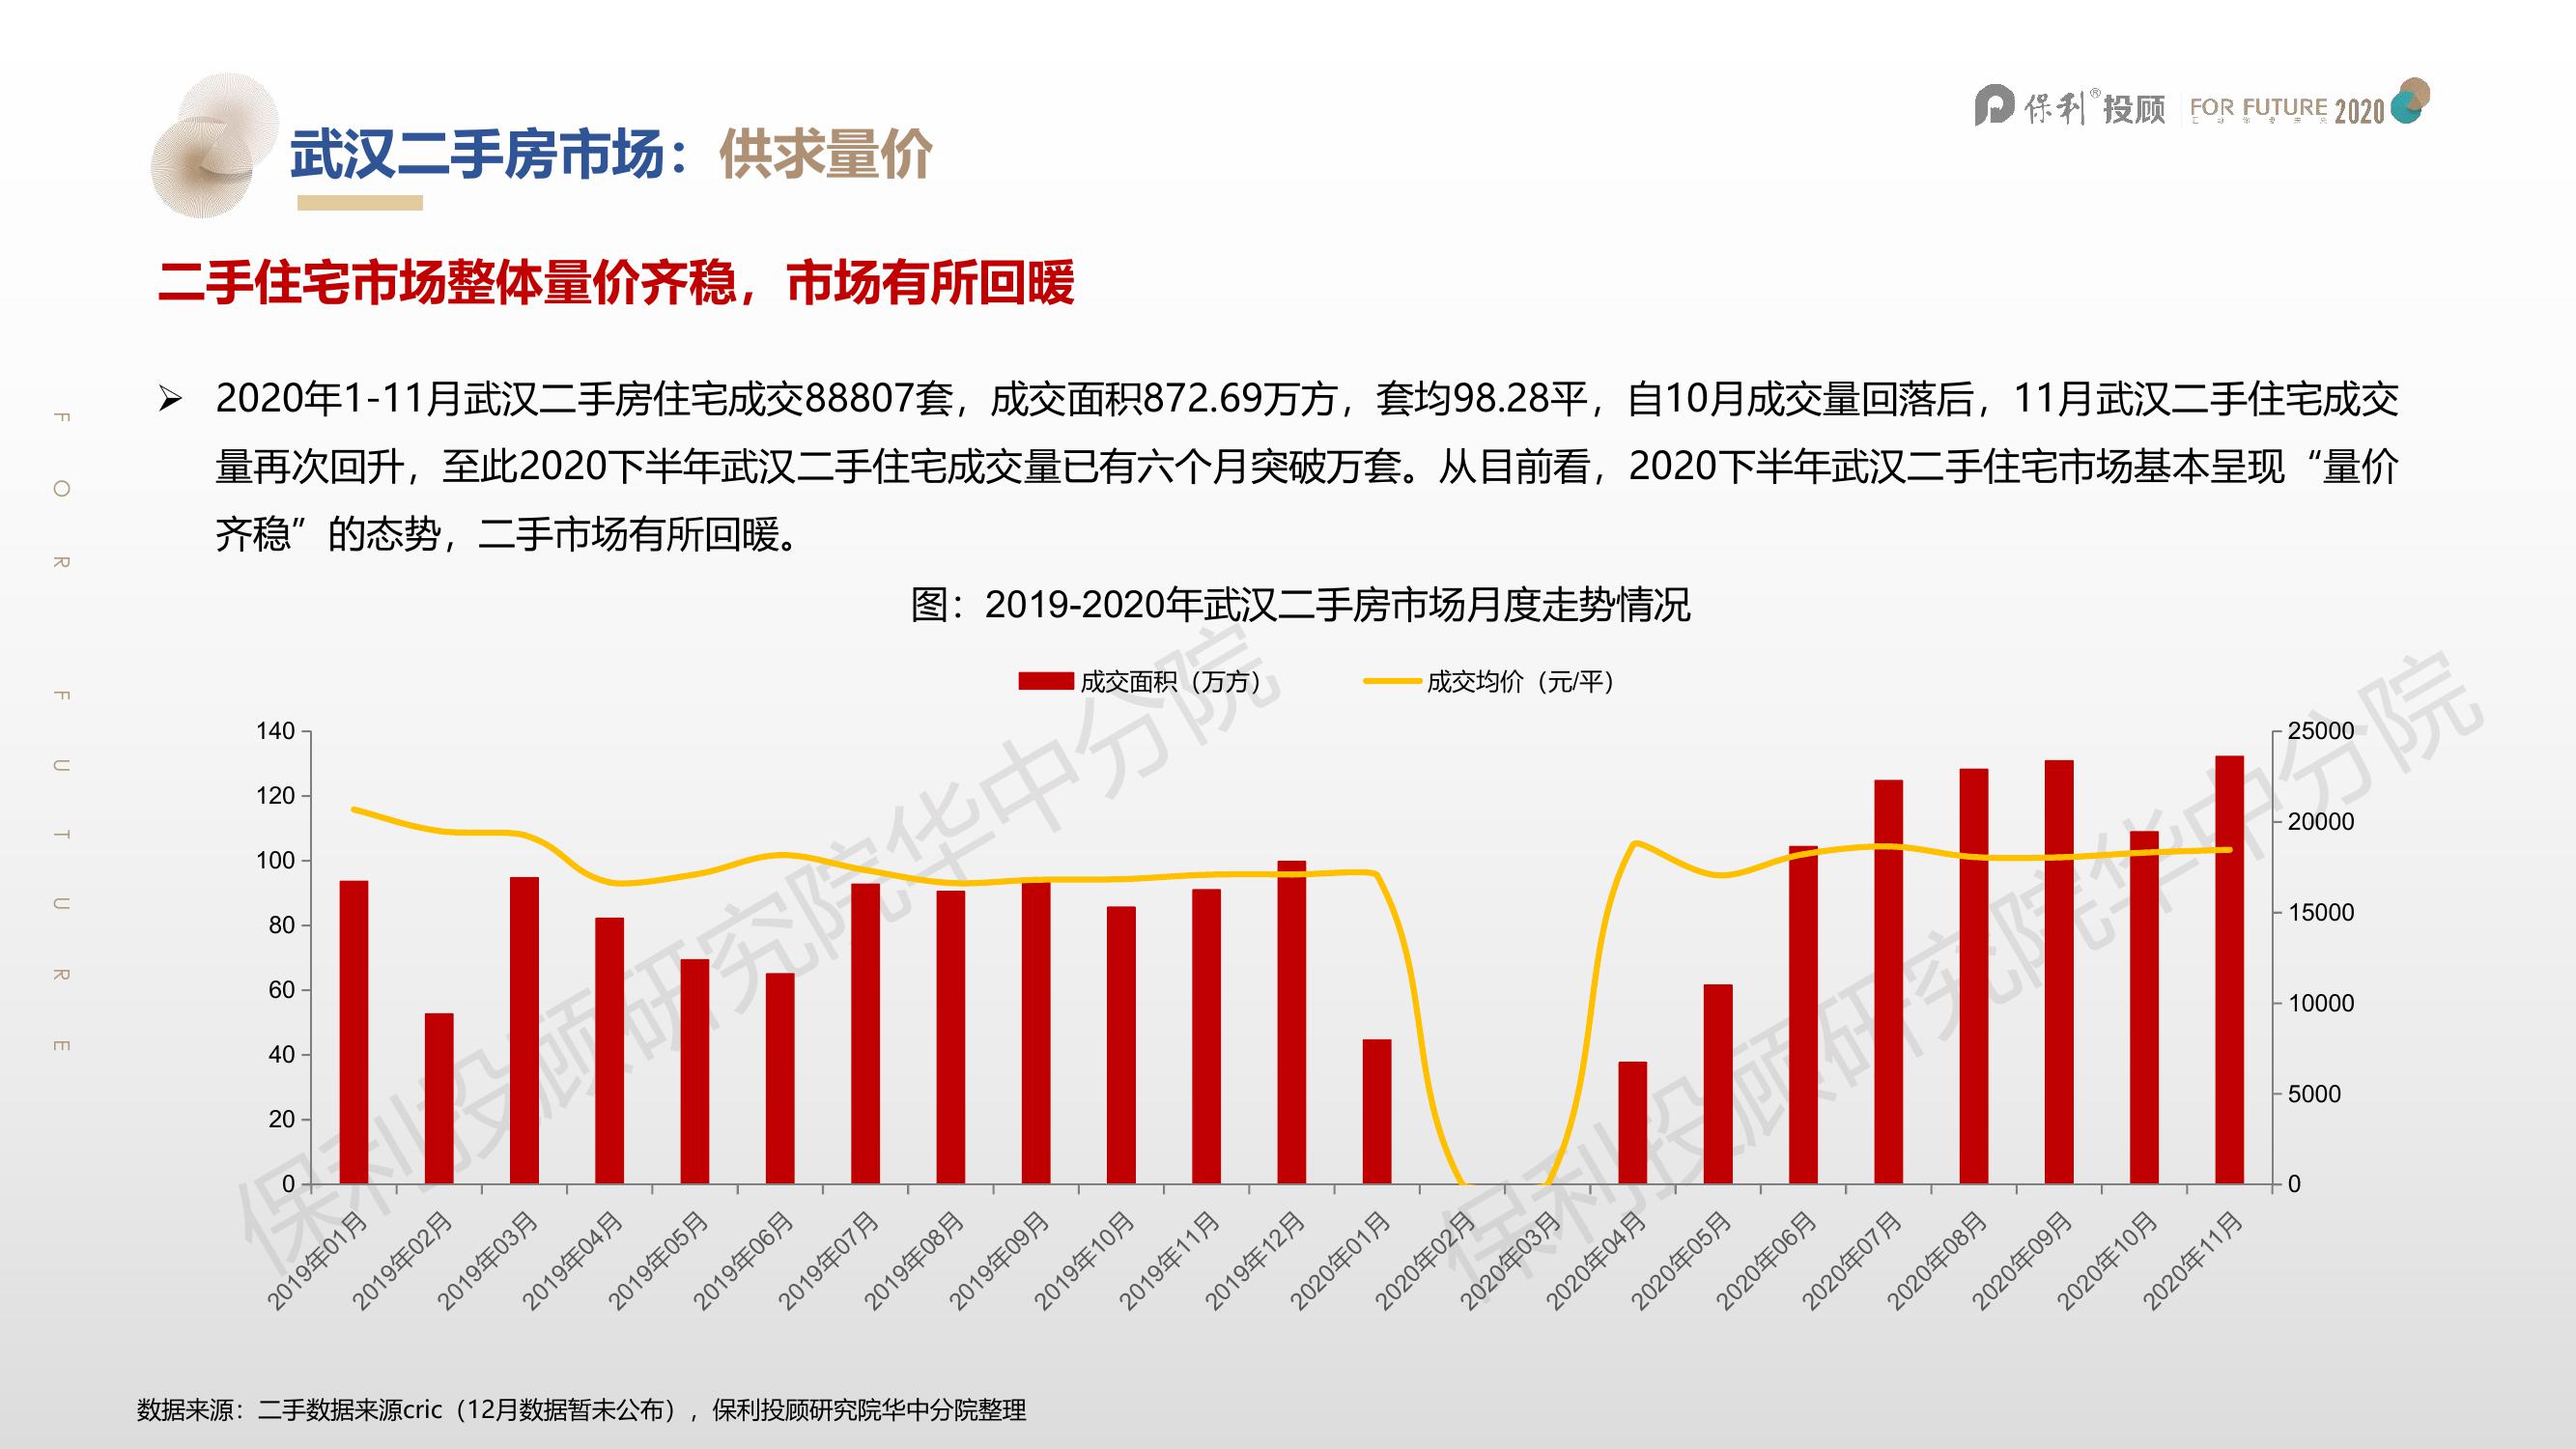 保利®投顾 FOR FUTURE 2020
武汉二手房市场：供求量价
二手住宅市场整体量价齐稳，市场有所回暖
2020年1-11月武汉二手房住宅成交88807套，成交面积872.69万方，套均98.28平，自10月成交量回落后，11月武汉二手住宅成交
量再次回升，至此2020下半年武汉二手住宅成交量已有六个月突破万套。从目前看，2020下半年武汉二手住宅市场基本呈现“量价
齐稳”的态势，二手市场有所回暖。
FOR FUTURE
图：2019-2020年武汉二手房市场月度走势情况
成交面积（万方） 成交均价（元/平）
140
120
100
80
60
40
20
0
25000
20000
15000
10000
5000
0
2019年01月
2019年02月
2019年03月
2019年04月
2019年05月
2019年06月
2019年07月
2019年08月
2019年09月
2019年10月
2019年11月
2019年12月
2020年01月
2020年02月
2020年03月
2020年04月
2020年05月
2020年06月
2020年07月
2020年08月
2020年09月
2020年10月
2020年11月
保利投顾研究院华中分院
保利投顾研究院华中分院
数据来源：二手数据来源cric（12月数据暂未公布），保利投顾研究院华中分院整理